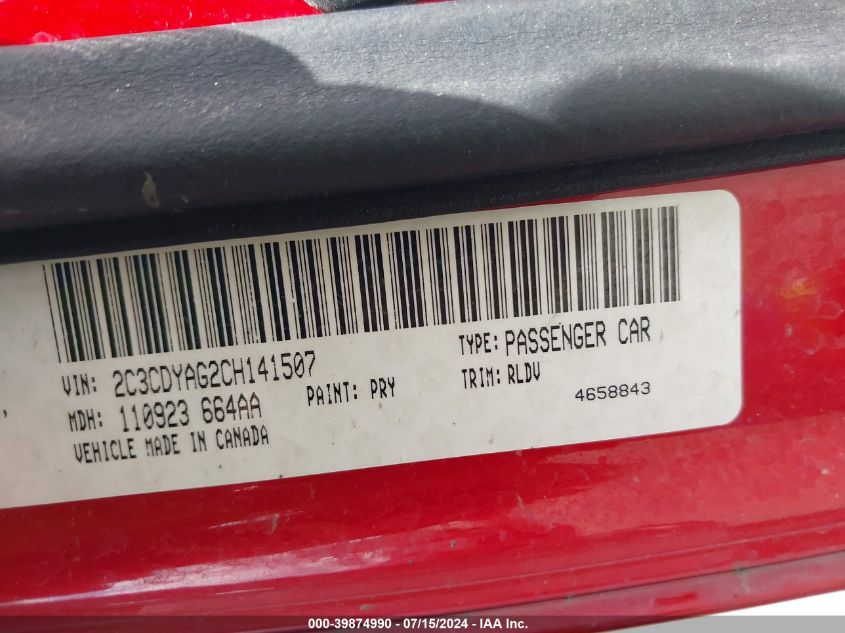 VIN: 2C3CDYAG2CH141507
TYPE: PASSENGER CAR
MDH: 110923 664AA
PAINT: PRY
TRIM: RLDV
VEHICLE MADE IN CANADA
4658843
000-39874990 - 07/15/2024 - IAA Inc.